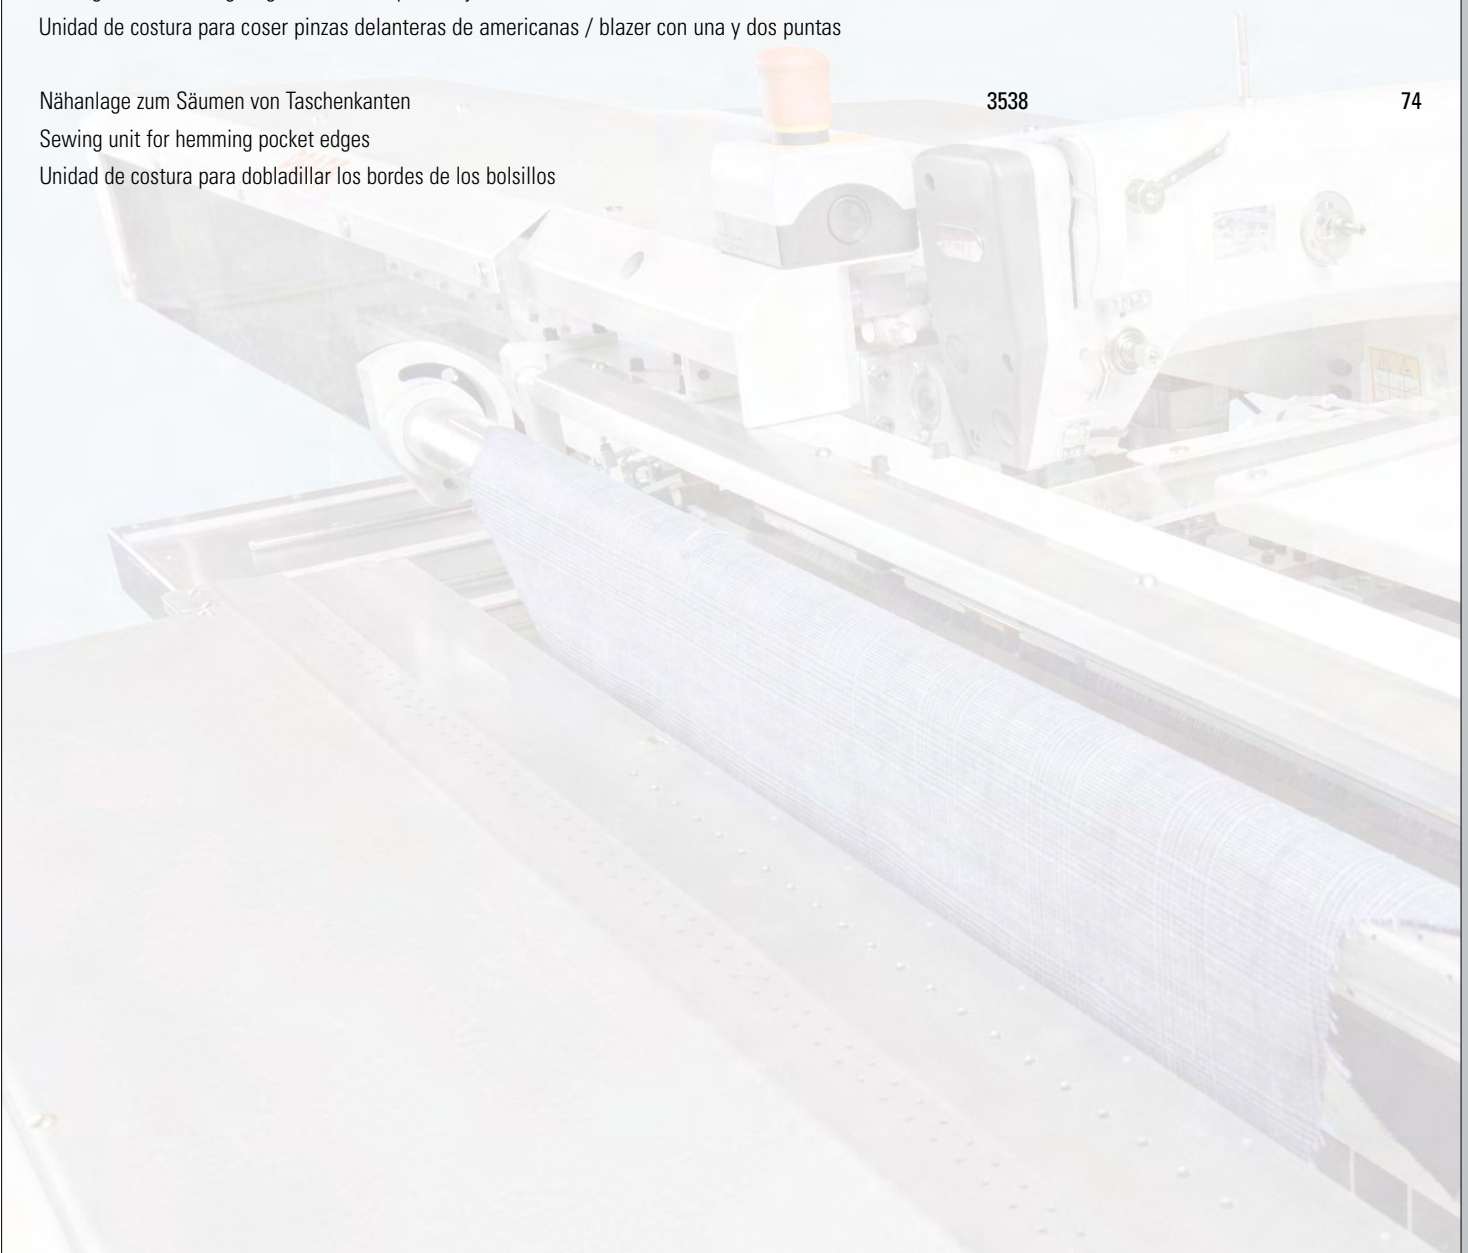 Unidad de costura para coser pinzas delanteras de americanas / blazer con una y dos puntas
Nähanlage zum Säumen von Taschenkanten 3538 74
Sewing unit for hemming pocket edges
Unidad de costura para dobladillar los bordes de los bolsillos